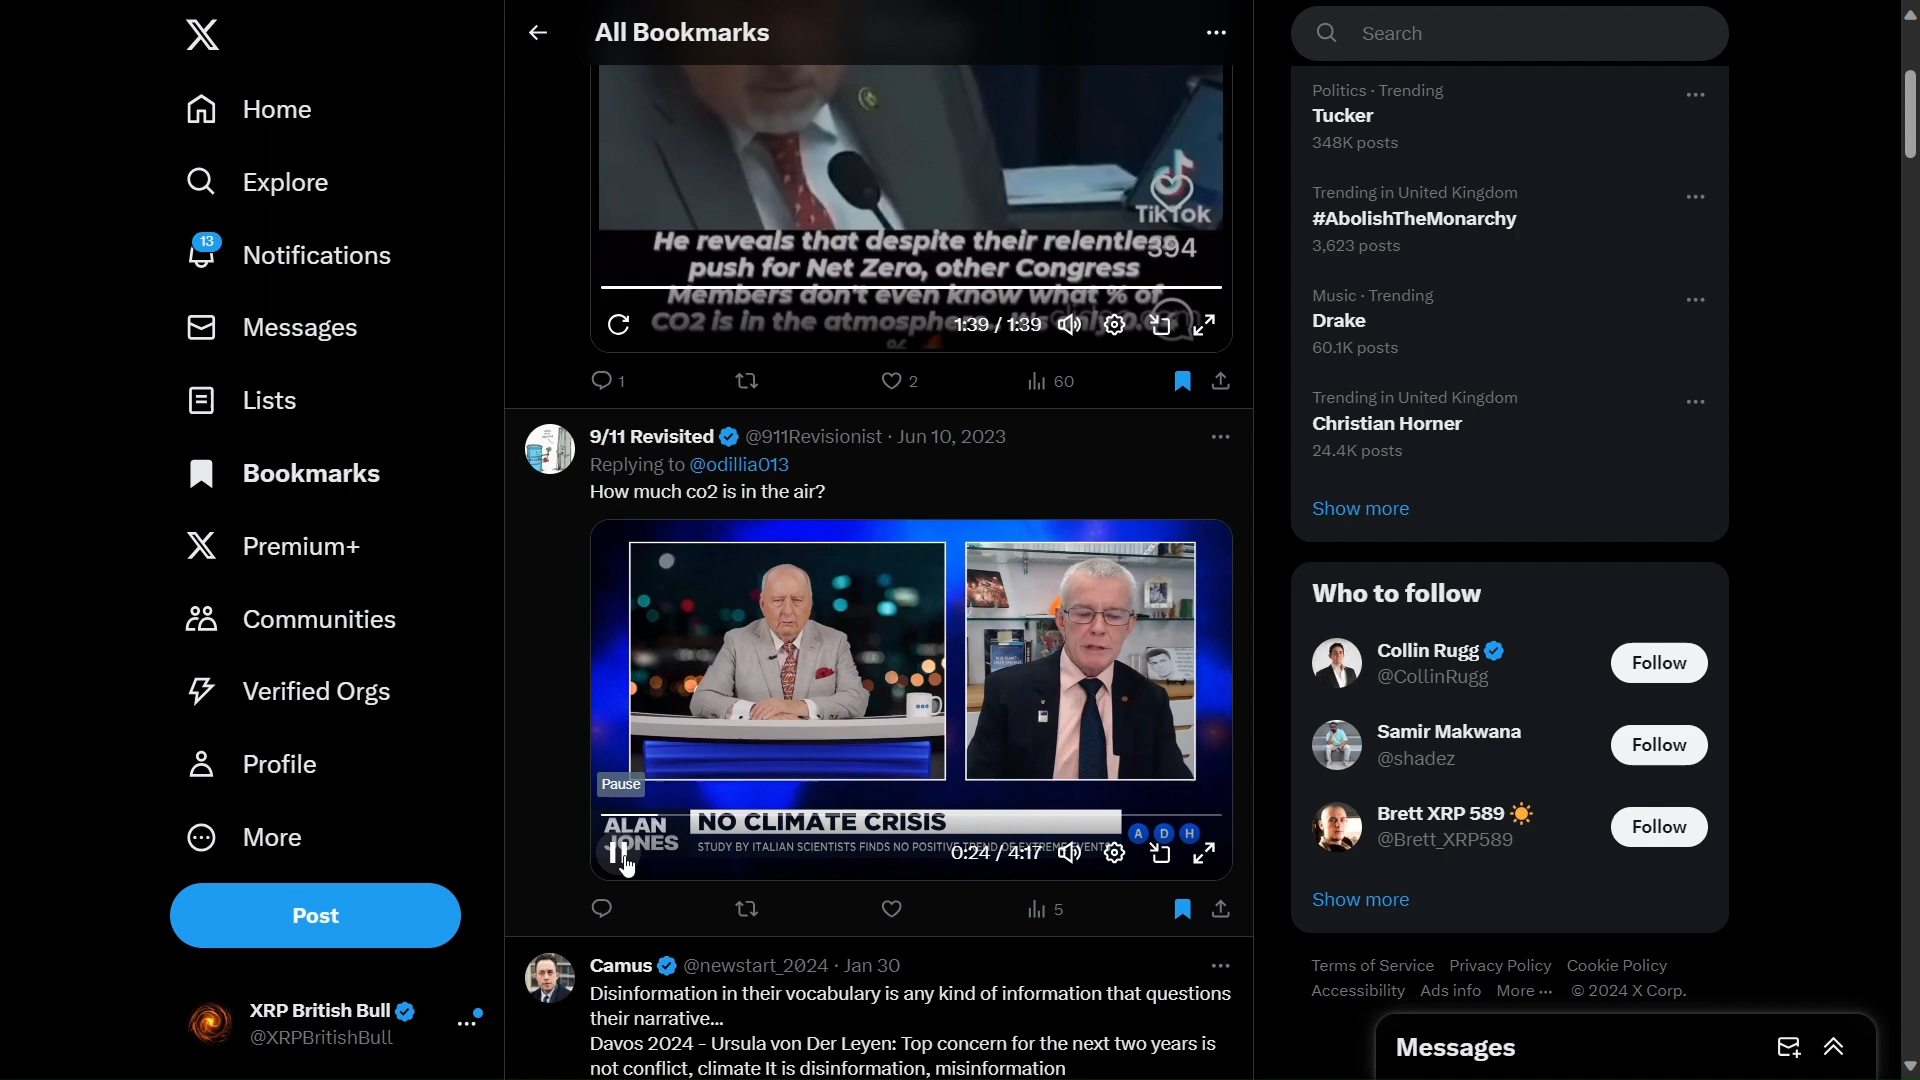 Home
Explore
13
Notifications
Messages
Lists
Bookmarks
Premium+
Communities
Verified Orgs
Profile
More
Post
XRP British Bull
@XRPBritishBull
All Bookmarks
TikTok
He reveals that despite their relentless
394
push for Net Zero, other Congress
Members don't even know what % of
CO2 is in the
1:39 / 1:39
1
2
60
9/11 Revisited @911Revisionist · Jun 10, 2023
Replying to @odillia013
How much co2 is in the air?
Pause
ALAN JONES
NO CLIMATE CRISIS
A D H
STUDY BY ITALIAN SCIENTISTS FINDS NO POSITIVE TREND OF EXTREME EVENTS
0:24 / 4:17
5
Camus @newstart_2024 · Jan 30
Disinformation in their vocabulary is any kind of information that questions
their narrative...
Davos 2024 - Ursula von Der Leyen: Top concern for the next two years is
not conflict, climate It is disinformation, misinformation
Search
Politics · Trending
Tucker
348K posts
Trending in United Kingdom
#AbolishTheMonarchy
3,623 posts
Music · Trending
Drake
60.1K posts
Trending in United Kingdom
Christian Horner
24.4K posts
Show more
Who to follow
Collin Rugg
@CollinRugg
Follow
Samir Makwana
@shadez
Follow
Brett XRP 589
@Brett_XRP589
Follow
Show more
Terms of Service Privacy Policy Cookie Policy
Accessibility Ads info More ··· © 2024 X Corp.
Messages